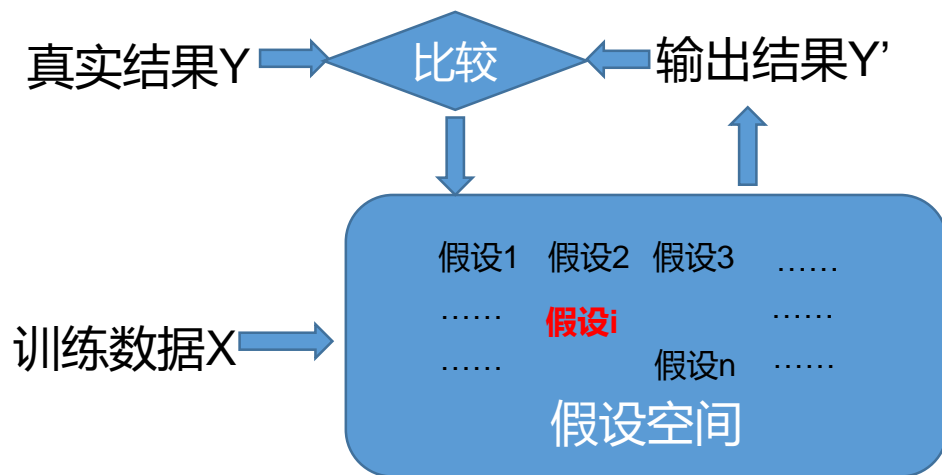 真实结果Y 比较 输出结果Y’
假设1 假设2 假设3 ……
…… 假设i ……
训练数据X
…… 假设n ……
假设空间